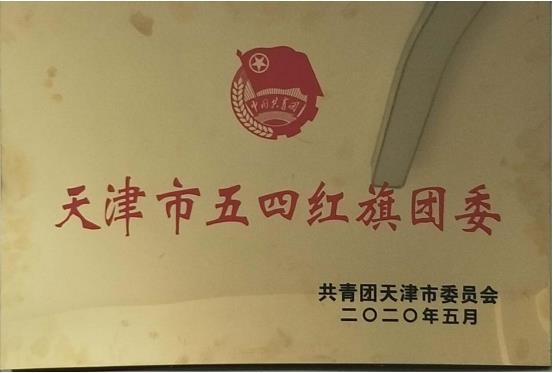 中国共青团
天津市五四红旗团委
共青团天津市委员会
二〇二〇年五月